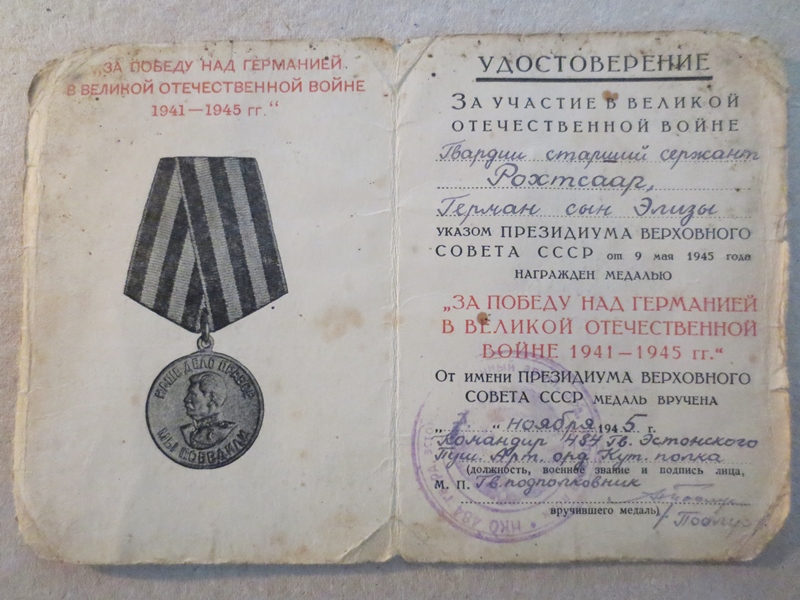 „ЗА ПОБЕДУ НАД ГЕРМАНИЕЙ
В ВЕЛИКОЙ ОТЕЧЕСТВЕННОЙ ВОЙНЕ
1941—1945 гг.“
НАШЕ ДЕЛО ПРАВОЕ
МЫ ПОБЕДИЛИ
УДОСТОВЕРЕНИЕ
ЗА УЧАСТИЕ В ВЕЛИКОЙ
ОТЕЧЕСТВЕННОЙ ВОЙНЕ
Гвардии старший сержант
Рохтсаар,
Герман сын Элизы
УКАЗОМ ПРЕЗИДИУМА ВЕРХОВНОГО
СОВЕТА СССР от 9 мая 1945 года
НАГРАЖДЕН МЕДАЛЬЮ
„ЗА ПОБЕДУ НАД ГЕРМАНИЕЙ
В ВЕЛИКОЙ ОТЕЧЕСТВЕННОЙ
ВОЙНЕ 1941—1945 гг.“
От имени ПРЕЗИДИУМА ВЕРХОВНОГО
СОВЕТА СССР МЕДАЛЬ ВРУЧЕНА
„7“ ноября 1945 г.
Командир 484 Гв. Эстонского
Пуш. Арт. орд. Кут. полка
(должность, военное звание и подпись лица,
М. П. Гв. подполковник
вручившего медаль)